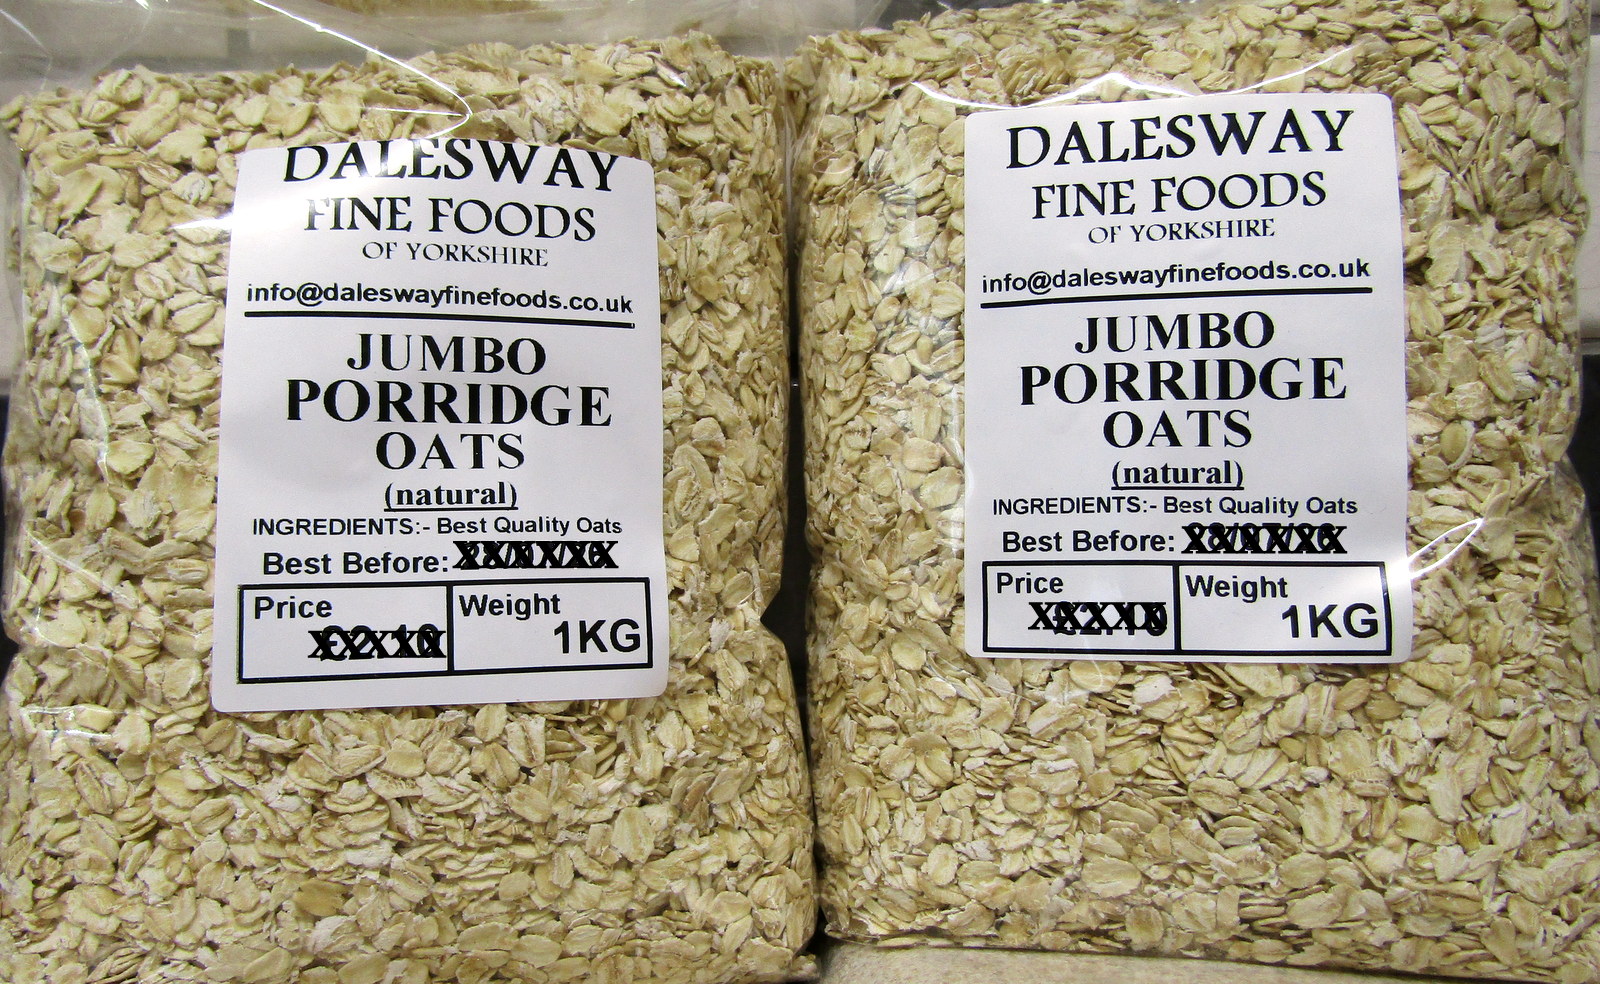 DALESWAY
FINE FOODS
OF YORKSHIRE
info@daleswayfinefoods.co.uk
JUMBO
PORRIDGE
OATS
(natural)
INGREDIENTS:- Best Quality Oats
Best Before:
Price
Weight
1KG
DALESWAY
FINE FOODS
OF YORKSHIRE
info@daleswayfinefoods.co.uk
JUMBO
PORRIDGE
OATS
(natural)
INGREDIENTS:- Best Quality Oats
Best Before:
Price
Weight
1KG